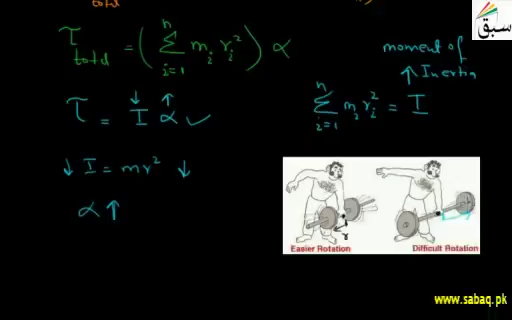 total
τ total = ( Σ i=1 n mᵢ rᵢ² ) α
سبق
moment of
Inertia
↑
Σ i=1 n mᵢ rᵢ² = I
τ = ↓I ↑α ✓
↓ I = mr² ↓
α ↑
r
Easier Rotation
Difficult Rotation
www.sabaq.pk